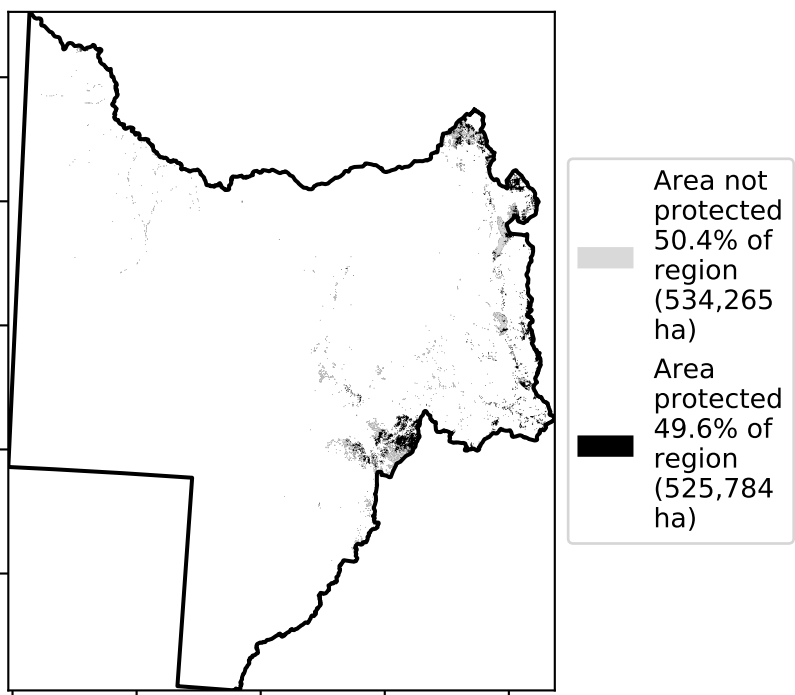 Area not
protected
50.4% of
region
(534,265
ha)
Area
protected
49.6% of
region
(525,784
ha)